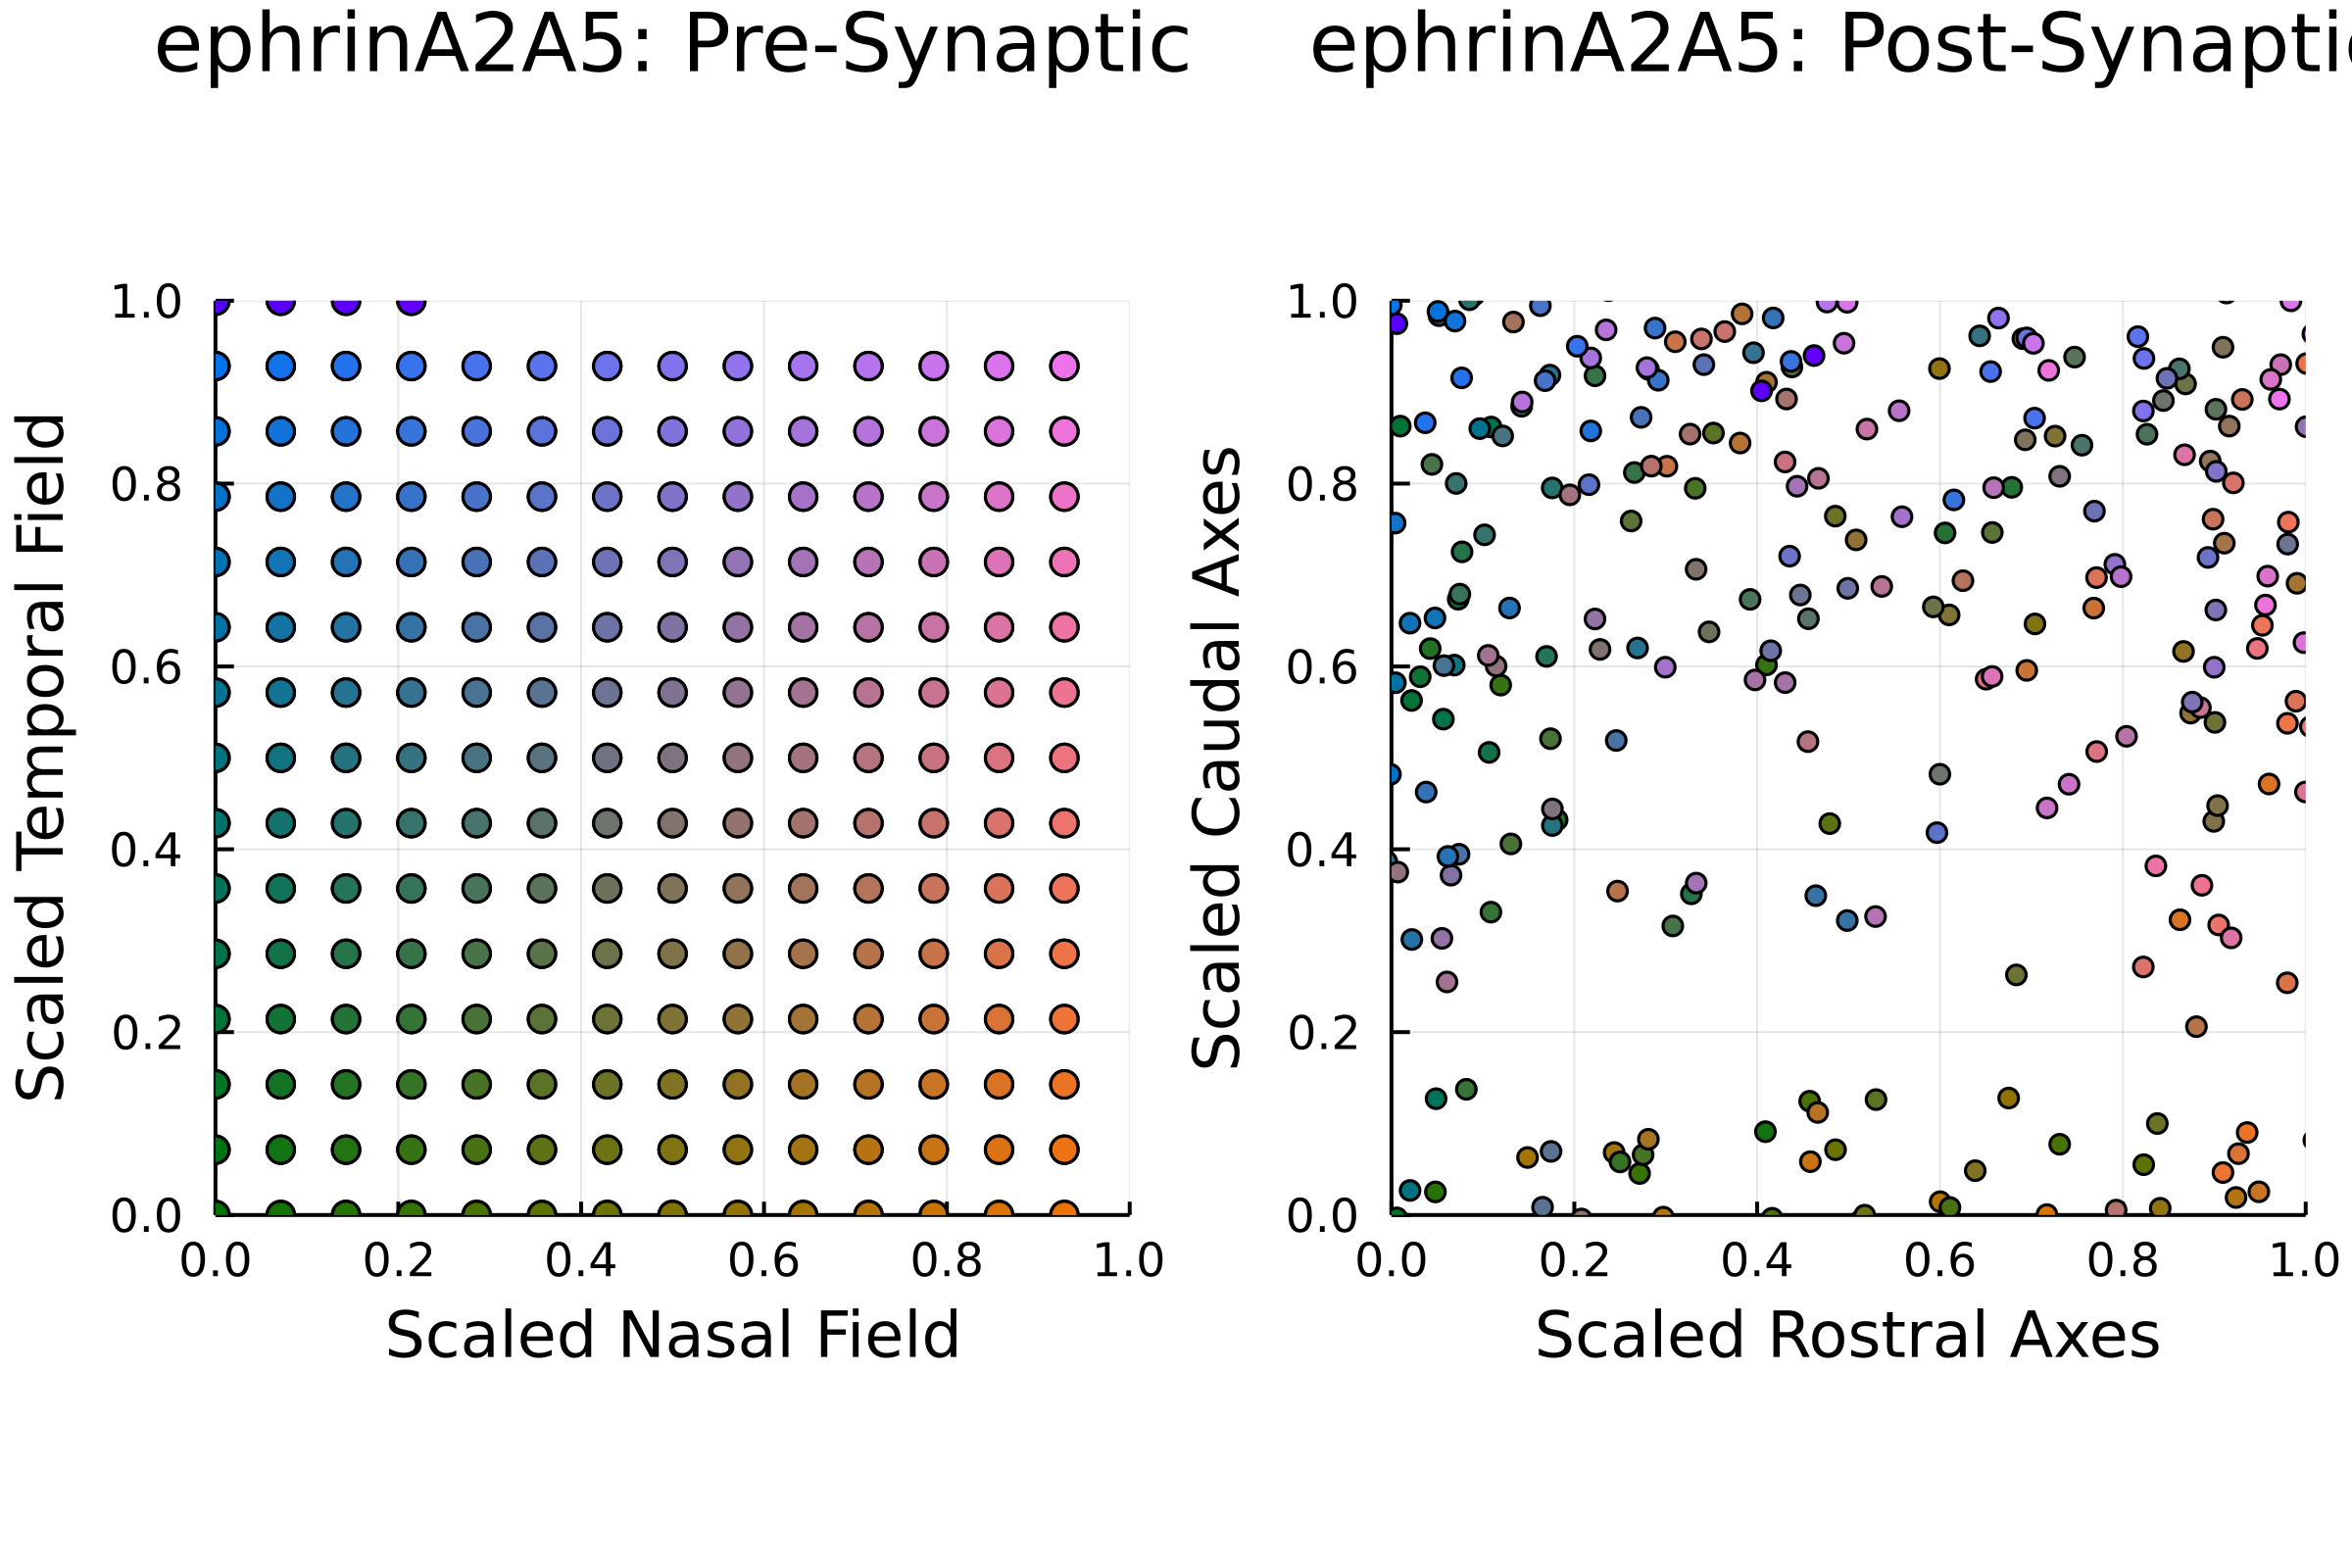 ephrinA2A5: Pre-Synaptic
ephrinA2A5: Post-Synaptic
Scaled Temporal Field
1.0
0.8
0.6
0.4
0.2
0.0
0.0 0.2 0.4 0.6 0.8 1.0
Scaled Nasal Field
Scaled Caudal Axes
1.0
0.8
0.6
0.4
0.2
0.0
0.0 0.2 0.4 0.6 0.8 1.0
Scaled Rostral Axes